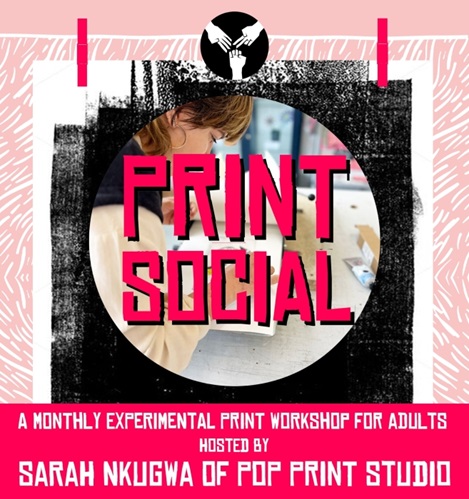 PRINT
SOCIAL
A MONTHLY EXPERIMENTAL PRINT WORKSHOP FOR ADULTS
HOSTED BY
SARAH NKUGWA OF POP PRINT STUDIO